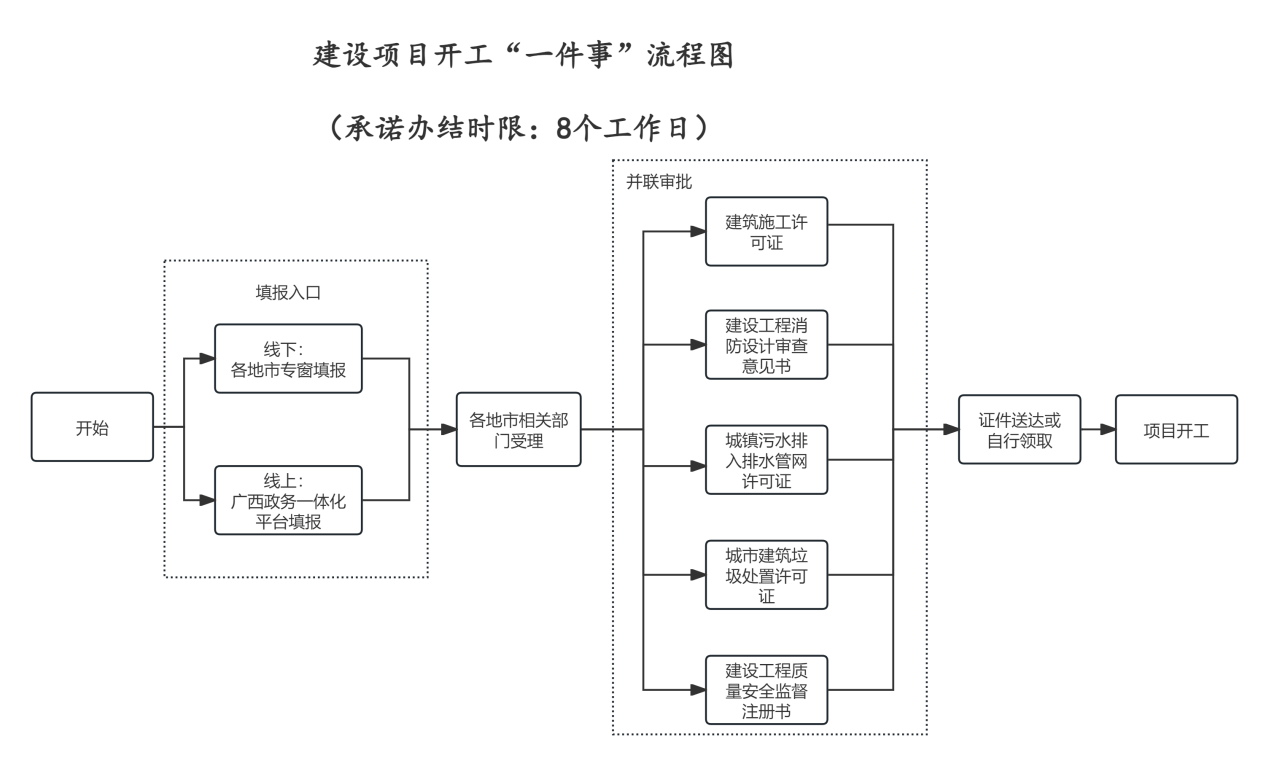 建设项目开工“一件事”流程图
（承诺办结时限：8个工作日）
开始
填报入口
线下：
各地市专窗填报
线上：
广西政务一体化
平台填报
各地市相关部
门受理
并联审批
建筑施工许
可证
建设工程消
防设计审查
意见书
城镇污水排
入排水管网
许可证
城市建筑垃
圾处置许可
证
建设工程质
量安全监督
注册书
证件送达或
自行领取
项目开工